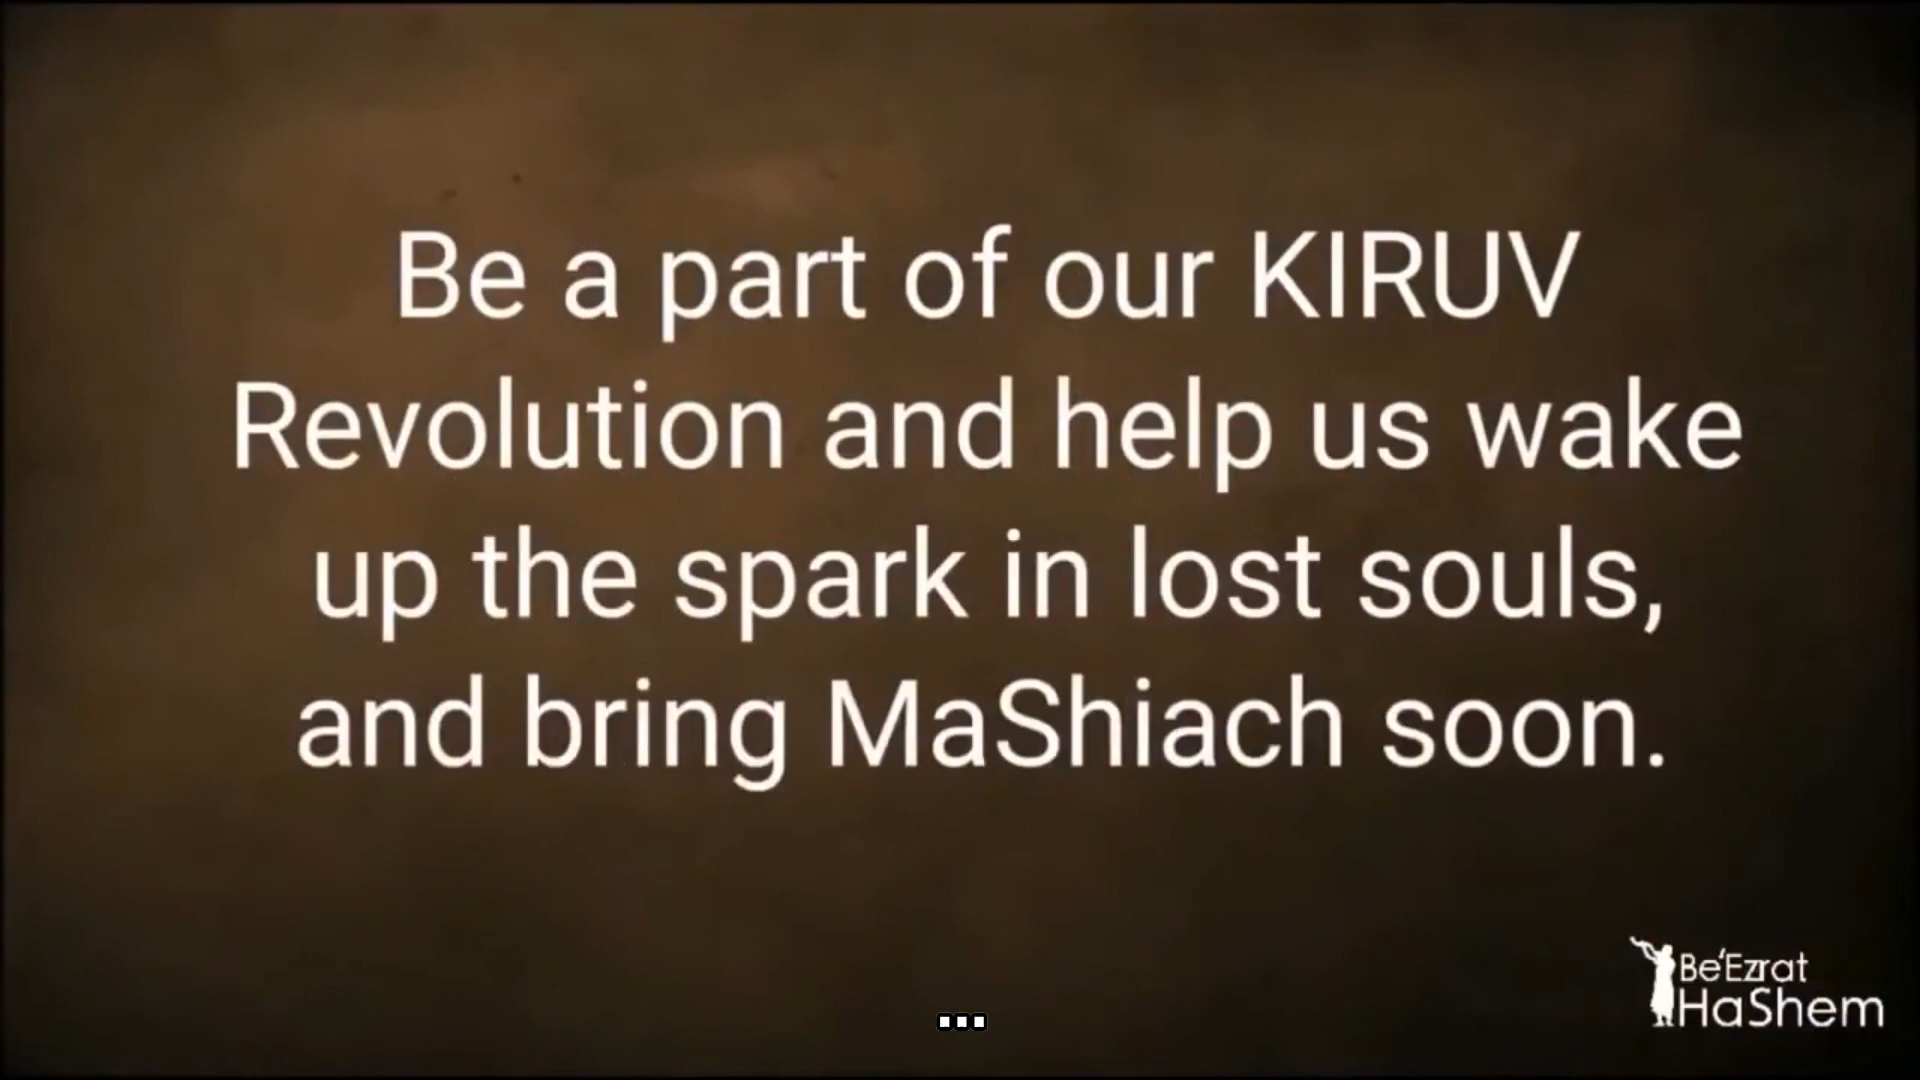 Be a part of our KIRUV
Revolution and help us wake
up the spark in lost souls,
and bring MaShiach soon.
Be'Ezrat
HaShem
...